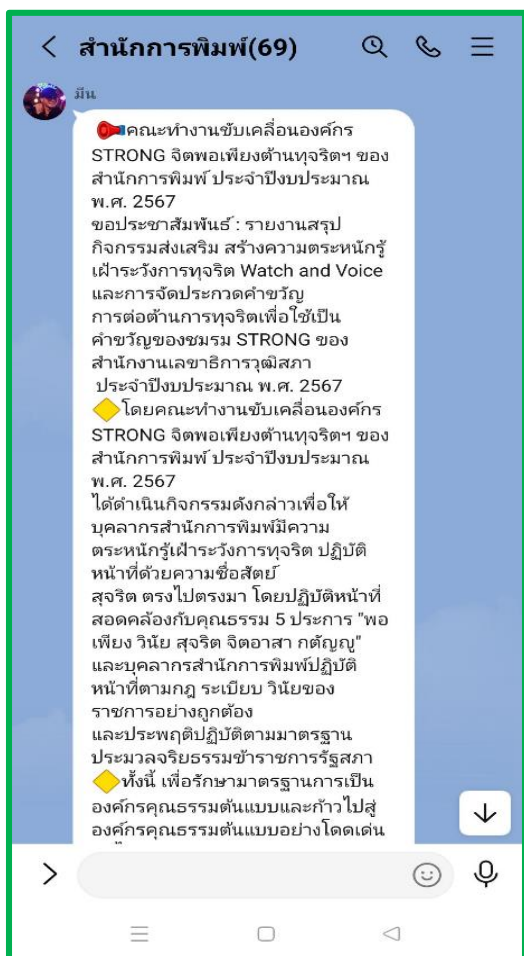 สำนักการพิมพ์(69)
มีน
คณะทำงานขับเคลื่อนองค์กร
STRONG จิตพอเพียงต้านทุจริตฯ ของ
สำนักการพิมพ์ ประจำปีงบประมาณ
พ.ศ. 2567
ขอประชาสัมพันธ์ : รายงานสรุป
กิจกรรมส่งเสริม สร้างความตระหนักรู้
เฝ้าระวังการทุจริต Watch and Voice
และการจัดประกวดคำขวัญ
การต่อต้านการทุจริตเพื่อใช้เป็น
คำขวัญของชมรม STRONG ของ
สำนักงานเลขาธิการวุฒิสภา
ประจำปีงบประมาณ พ.ศ. 2567
โดยคณะทำงานขับเคลื่อนองค์กร
STRONG จิตพอเพียงต้านทุจริตฯ ของ
สำนักการพิมพ์ ประจำปีงบประมาณ
พ.ศ. 2567
ได้ดำเนินกิจกรรมดังกล่าวเพื่อให้
บุคลากรสำนักการพิมพ์มีความ
ตระหนักรู้เฝ้าระวังการทุจริต ปฏิบัติ
หน้าที่ด้วยความซื่อสัตย์
สุจริต ตรงไปตรงมา โดยปฏิบัติหน้าที่
สอดคล้องกับคุณธรรม 5 ประการ "พอ
เพียง วินัย สุจริต จิตอาสา กตัญญู"
และบุคลากรสำนักการพิมพ์ปฏิบัติ
หน้าที่ตามกฎ ระเบียบ วินัยของ
ราชการอย่างถูกต้อง
และประพฤติปฏิบัติตามมาตรฐาน
ประมวลจริยธรรมข้าราชการรัฐสภา
ทั้งนี้ เพื่อรักษามาตรฐานการเป็น
องค์กรคุณธรรมต้นแบบและก้าวไปสู่
องค์กรคุณธรรมต้นแบบอย่างโดดเด่น